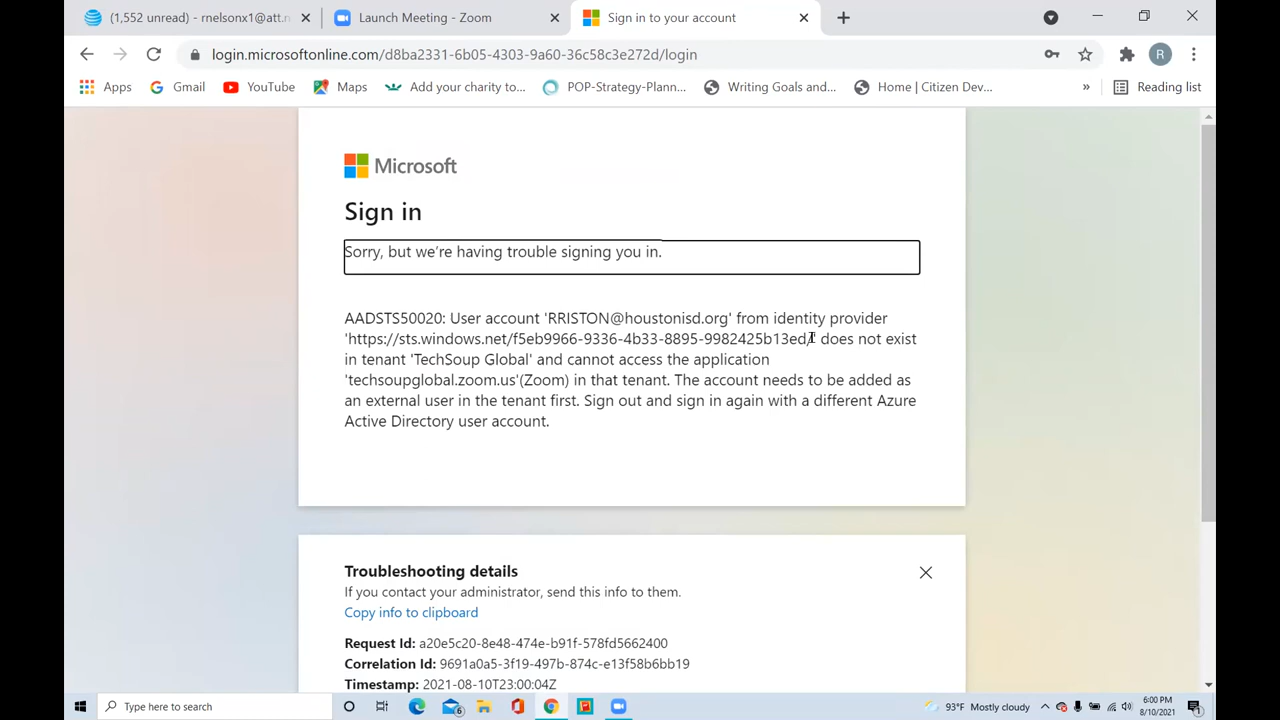 (1,552 unread) - rnelsonx1@att.n
Launch Meeting - Zoom
Sign in to your account
login.microsoftonline.com/d8ba2331-6b05-4303-9a60-36c58c3e272d/login
R
Apps
Gmail
YouTube
Maps
Add your charity to...
POP-Strategy-Plann...
Writing Goals and...
Home | Citizen Dev...
»
Reading list
Microsoft
Sign in
Sorry, but we're having trouble signing you in.
AADSTS50020: User account 'RRISTON@houstonisd.org' from identity provider
'https://sts.windows.net/f5eb9966-9336-4b33-8895-9982425b13ed/' does not exist
in tenant 'TechSoup Global' and cannot access the application
'techsoupglobal.zoom.us'(Zoom) in that tenant. The account needs to be added as
an external user in the tenant first. Sign out and sign in again with a different Azure
Active Directory user account.
Troubleshooting details
If you contact your administrator, send this info to them.
Copy info to clipboard
Request Id: a20e5c20-8e48-474e-b91f-578fd5662400
Correlation Id: 9691a0a5-3f19-497b-874c-e13f58b6bb19
Timestamp: 2021-08-10T23:00:04Z
Type here to search
6
93°F Mostly cloudy
6:00 PM
8/10/2021
1